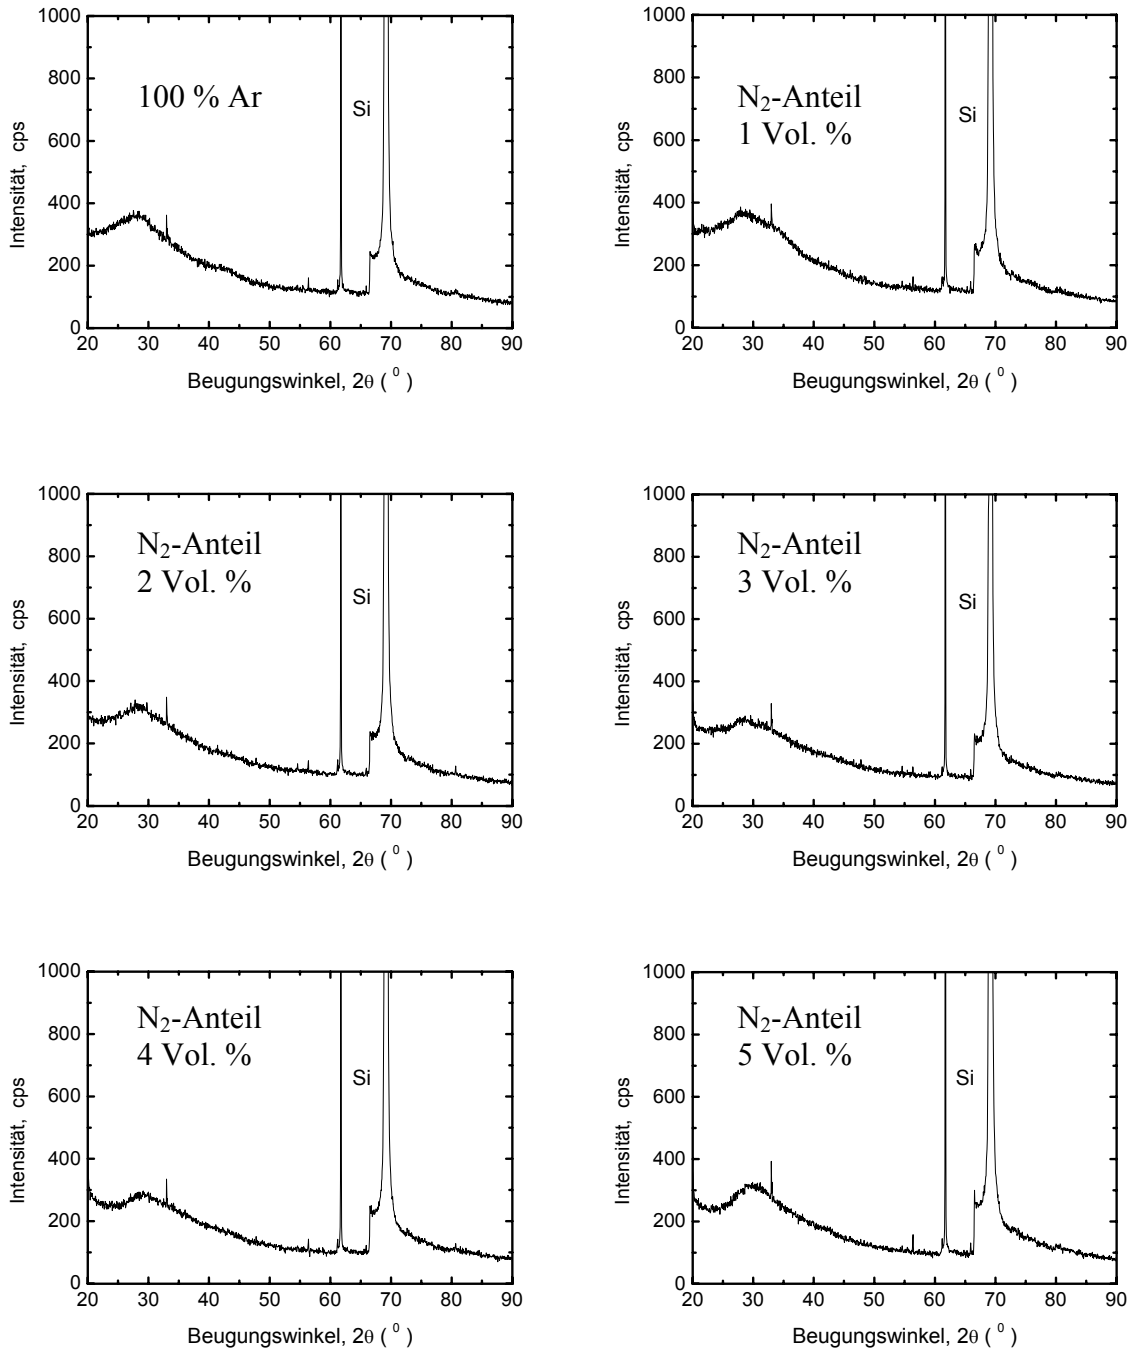 1000
800
600
400
200
0
20 30 40 50 60 70 80 90
Intensität, cps
Beugungswinkel, 2θ ( ⁰ )
100 % Ar
Si
1000
800
600
400
200
0
20 30 40 50 60 70 80 90
Intensität, cps
Beugungswinkel, 2θ ( ⁰ )
N₂-Anteil
1 Vol. %
Si
1000
800
600
400
200
0
20 30 40 50 60 70 80 90
Intensität, cps
Beugungswinkel, 2θ ( ⁰ )
N₂-Anteil
2 Vol. %
Si
1000
800
600
400
200
0
20 30 40 50 60 70 80 90
Intensität, cps
Beugungswinkel, 2θ ( ⁰ )
N₂-Anteil
3 Vol. %
Si
1000
800
600
400
200
0
20 30 40 50 60 70 80 90
Intensität, cps
Beugungswinkel, 2θ ( ⁰ )
N₂-Anteil
4 Vol. %
Si
1000
800
600
400
200
0
20 30 40 50 60 70 80 90
Intensität, cps
Beugungswinkel, 2θ ( ⁰ )
N₂-Anteil
5 Vol. %
Si